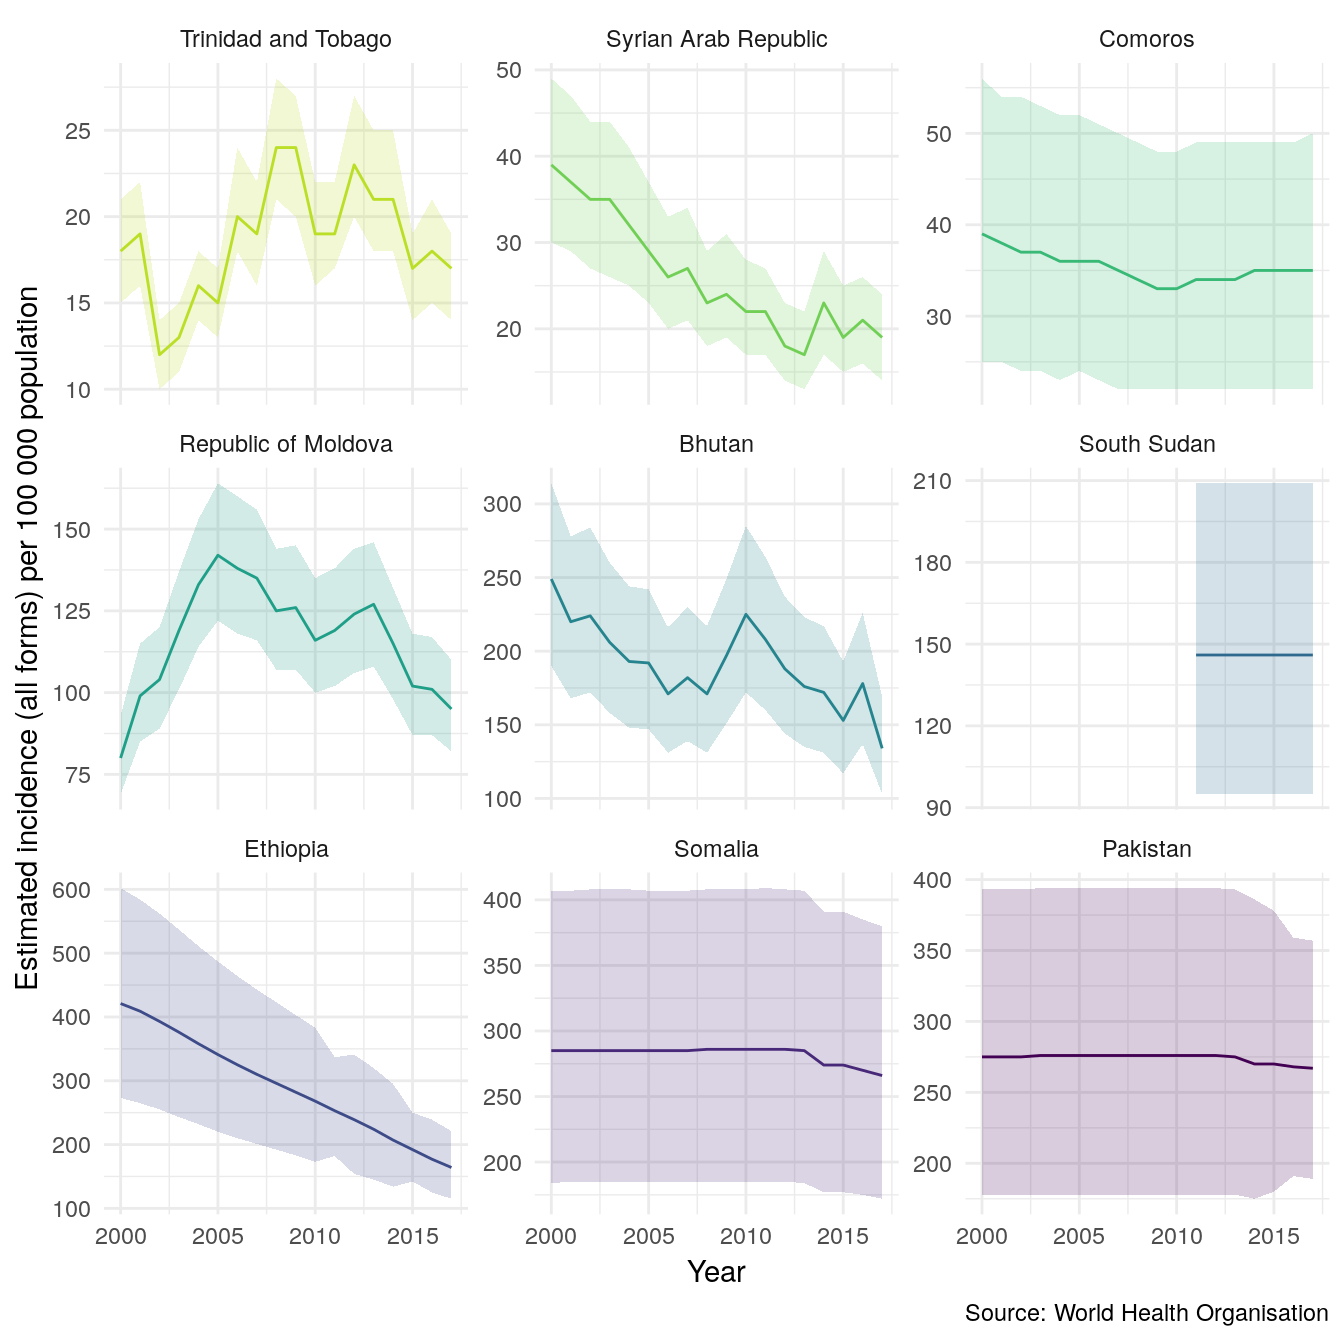 Trinidad and Tobago
Syrian Arab Republic
Comoros
25
20
15
10
50
40
30
20
50
40
30
Republic of Moldova
Bhutan
South Sudan
150
125
100
75
300
250
200
150
100
210
180
150
120
90
Ethiopia
Somalia
Pakistan
600
500
400
300
200
100
400
350
300
250
200
400
350
300
250
200
2000 2005 2010 2015
2000 2005 2010 2015
2000 2005 2010 2015
Estimated incidence (all forms) per 100 000 population
Year
Source: World Health Organisation